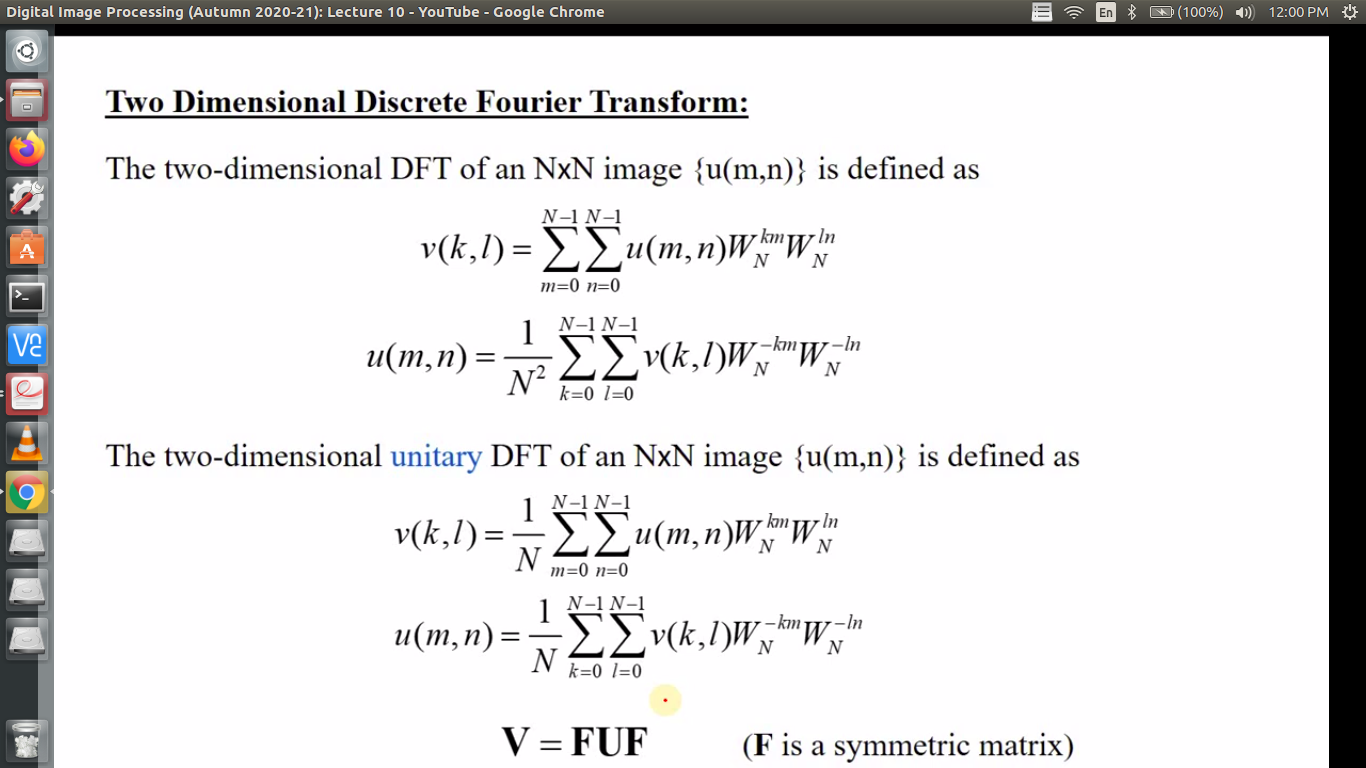 Digital Image Processing (Autumn 2020-21): Lecture 10 - YouTube - Google Chrome En (100%) 12:00 PM
Two Dimensional Discrete Fourier Transform:
The two-dimensional DFT of an NxN image {u(m,n)} is defined as
v(k,l) = \sum_{m=0}^{N-1} \sum_{n=0}^{N-1} u(m,n) W_N^{km} W_N^{ln}
u(m,n) = \frac{1}{N^2} \sum_{k=0}^{N-1} \sum_{l=0}^{N-1} v(k,l) W_N^{-km} W_N^{-ln}
The two-dimensional unitary DFT of an NxN image {u(m,n)} is defined as
v(k,l) = \frac{1}{N} \sum_{m=0}^{N-1} \sum_{n=0}^{N-1} u(m,n) W_N^{km} W_N^{ln}
u(m,n) = \frac{1}{N} \sum_{k=0}^{N-1} \sum_{l=0}^{N-1} v(k,l) W_N^{-km} W_N^{-ln}
V = FUF (F is a symmetric matrix)